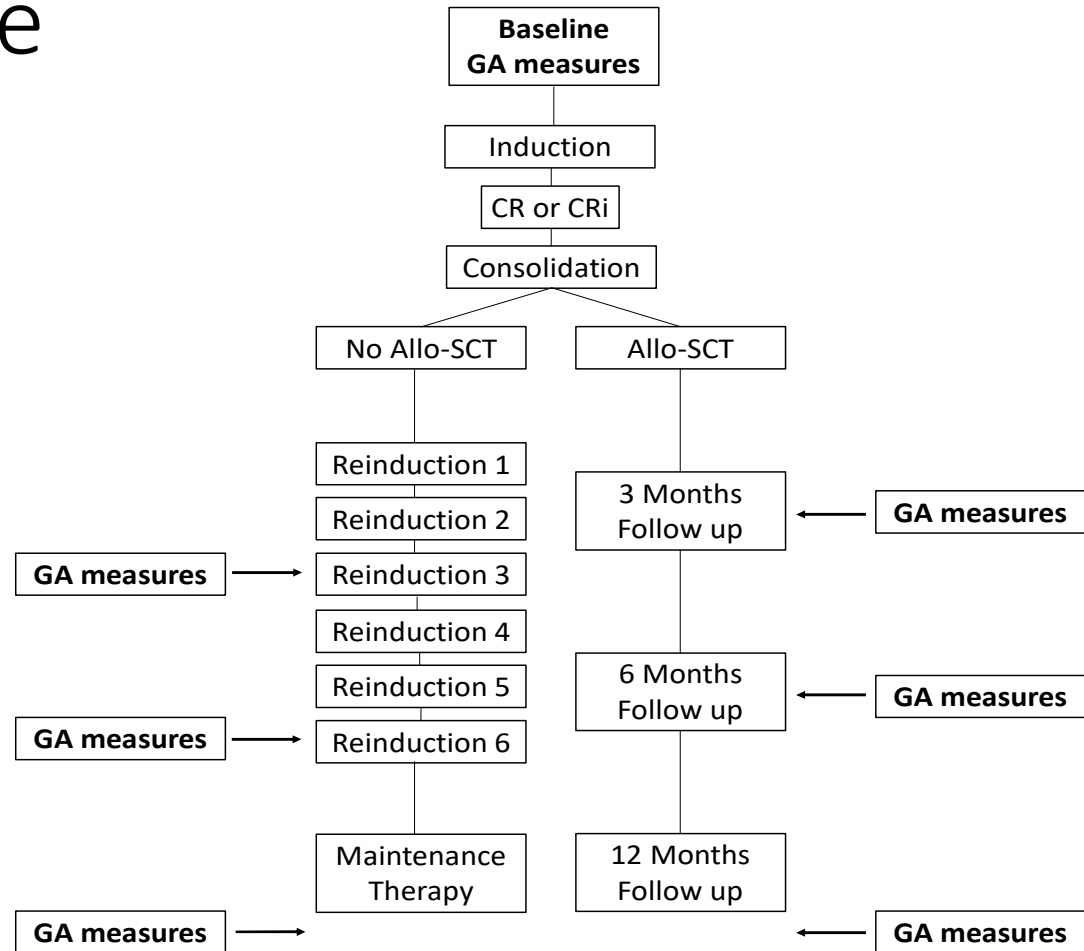 e
Baseline
GA measures
Induction
CR or CRi
Consolidation
No Allo-SCT
Allo-SCT
Reinduction 1
Reinduction 2
3 Months
Follow up
GA measures
GA measures
Reinduction 3
Reinduction 4
Reinduction 5
6 Months
Follow up
GA measures
GA measures
Reinduction 6
Maintenance
Therapy
12 Months
Follow up
GA measures
GA measures